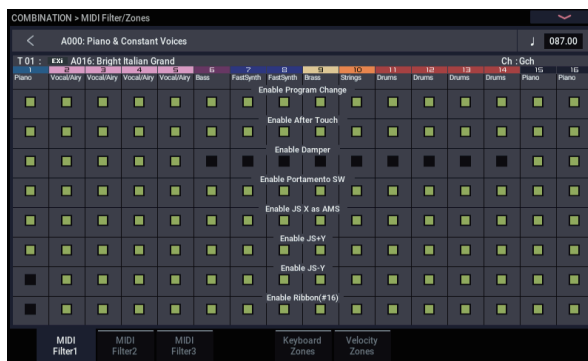 COMBINATION > MIDI Filter/Zones
A000: Piano & Constant Voices
♩ 087.00
T 01 : EXi A016: Bright Italian Grand Ch : Gch
1 2 3 4 5 6 7 8 9 10 11 12 13 14 15 16
Piano Vocal/Airy Vocal/Airy Vocal/Airy Vocal/Airy Bass FastSynth FastSynth Brass Strings Drums Drums Drums Drums Piano Piano
Enable Program Change
Enable After Touch
Enable Damper
Enable Portamento SW
Enable JS X as AMS
Enable JS+Y
Enable JS-Y
Enable Ribbon(#16)
MIDI Filter1
MIDI Filter2
MIDI Filter3
Keyboard Zones
Velocity Zones